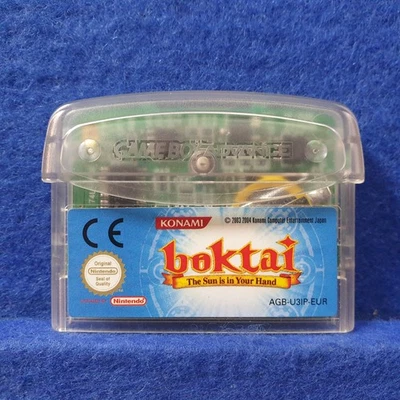 GAME BOY ADVANCE
CE
KONAMI
© 2003 2004 Konami Computer Entertainment Japan
boktai
The Sun is in Your Hand
Original
Nintendo
Seal of
Quality
Nintendo
AGB-U3IP-EUR